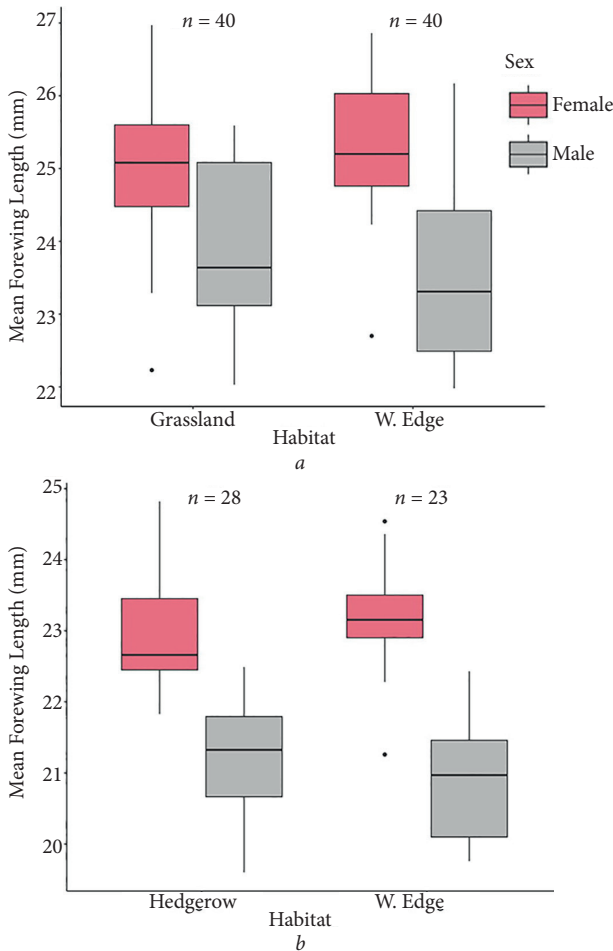 27
n = 40
n = 40
Sex
Female
Male
26
25
24
23
22
Mean Forewing Length (mm)
Grassland
W. Edge
Habitat
a
25
n = 28
n = 23
24
23
22
21
20
Mean Forewing Length (mm)
Hedgerow
W. Edge
Habitat
b